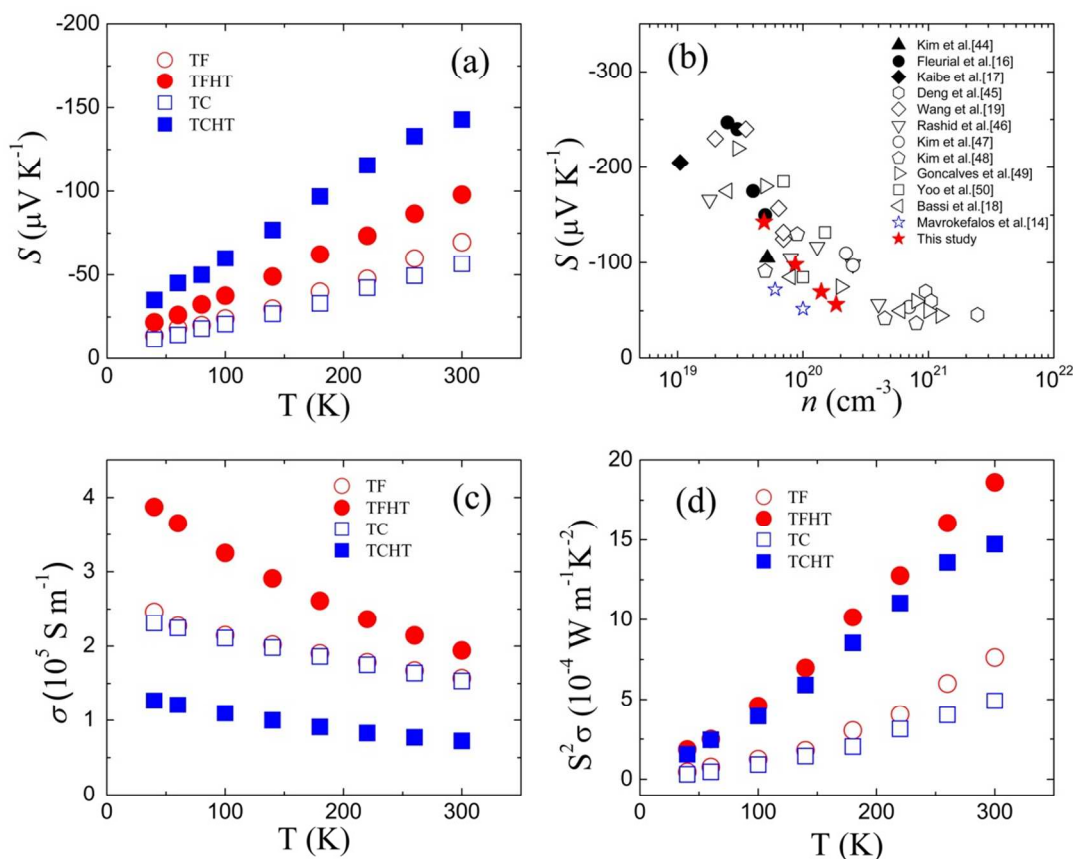 (a)
TF
TFHT
TC
TCHT
-200
-150
-100
-50
0
S (μV K⁻¹)
0 100 200 300
T (K)
(b)
Kim et al.[44]
Fleurial et al.[16]
Kaibe et al.[17]
Deng et al.[45]
Wang et al.[19]
Rashid et al.[46]
Kim et al.[47]
Kim et al.[48]
Goncalves et al.[49]
Yoo et al.[50]
Bassi et al.[18]
Mavrokefalos et al.[14]
This study
-300
-200
-100
0
S (μV K⁻¹)
10¹⁹ 10²⁰ 10²¹ 10²²
n (cm⁻³)
(c)
TF
TFHT
TC
TCHT
4
3
2
1
0
σ (10⁵ S m⁻¹)
0 100 200 300
T (K)
(d)
TF
TFHT
TC
TCHT
20
15
10
5
0
S²σ (10⁻⁴ W m⁻¹K⁻²)
0 100 200 300
T (K)